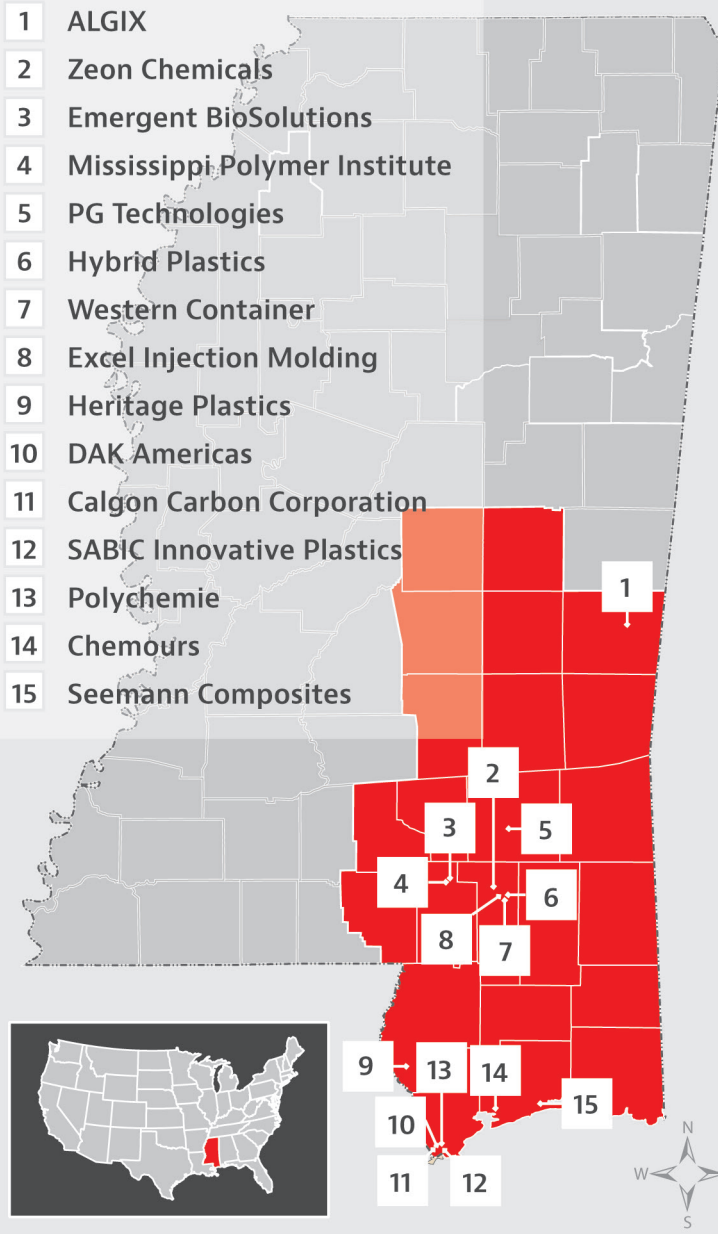 1 ALGIX
2 Zeon Chemicals
3 Emergent BioSolutions
4 Mississippi Polymer Institute
5 PG Technologies
6 Hybrid Plastics
7 Western Container
8 Excel Injection Molding
9 Heritage Plastics
10 DAK Americas
11 Calgon Carbon Corporation
12 SABIC Innovative Plastics
13 Polychemie
14 Chemours
15 Seemann Composites
1
2
3
5
4
6
8
7
9
13
14
15
10
11
12
N
W
S